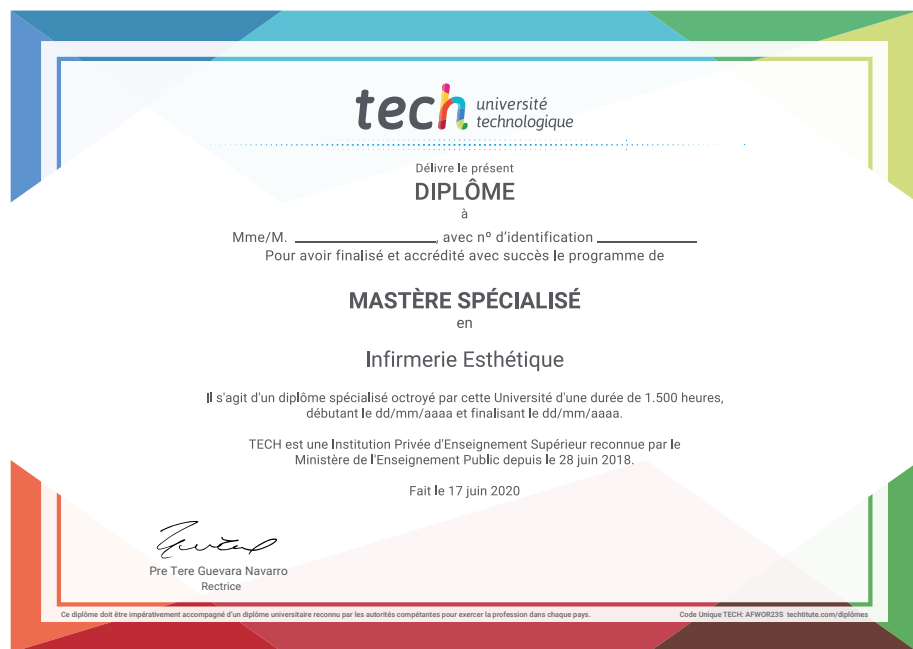 tech université
technologique
Délivre le présent
DIPLÔME
à
Mme/M. ____________, avec nº d'identification ____________
Pour avoir finalisé et accrédité avec succès le programme de
MASTÈRE SPÉCIALISÉ
en
Infirmerie Esthétique
Il s'agit d'un diplôme spécialisé octroyé par cette Université d'une durée de 1.500 heures,
débutant le dd/mm/aaaa et finalisant le dd/mm/aaaa.
TECH est une Institution Privée d'Enseignement Supérieur reconnue par le
Ministère de l'Enseignement Public depuis le 28 juin 2018.
Fait le 17 juin 2020
Pre Tere Guevara Navarro
Rectrice
Ce diplôme doit être impérativement accompagné d'un diplôme universitaire reconnu par les autorités compétantes pour exercer la profession dans chaque pays.
Code Unique TECH: AFWOR23S techtitute.com/diplômes